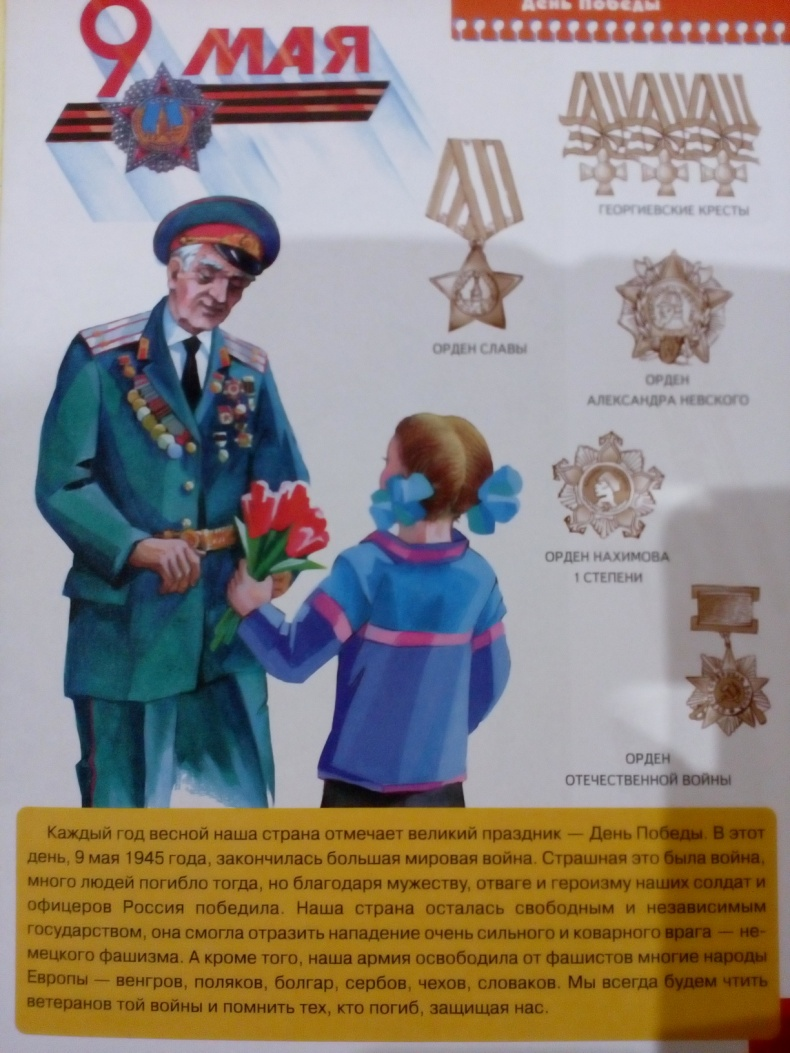 День Победы
9 МАЯ
ГЕОРГИЕВСКИЕ КРЕСТЫ
ОРДЕН СЛАВЫ
ОРДЕН
АЛЕКСАНДРА НЕВСКОГО
ОРДЕН НАХИМОВА
1 СТЕПЕНИ
ОРДЕН
ОТЕЧЕСТВЕННОЙ ВОЙНЫ
Каждый год весной наша страна отмечает великий праздник — День Победы. В этот
день, 9 мая 1945 года, закончилась большая мировая война. Страшная это была война,
много людей погибло тогда, но благодаря мужеству, отваге и героизму наших солдат и
офицеров Россия победила. Наша страна осталась свободным и независимым
государством, она смогла отразить нападение очень сильного и коварного врага — не-
мецкого фашизма. А кроме того, наша армия освободила от фашистов многие народы
Европы — венгров, поляков, болгар, сербов, чехов, словаков. Мы всегда будем чтить
ветеранов той войны и помнить тех, кто погиб, защищая нас.